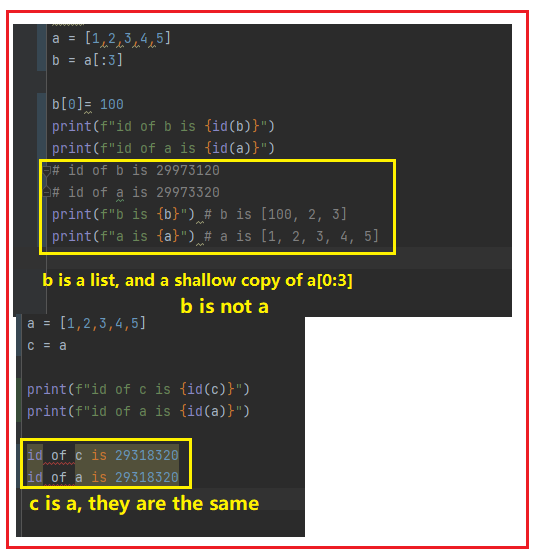 a = [1,2,3,4,5]
b = a[:3]
b[0]= 100
print(f"id of b is {id(b)}")
print(f"id of a is {id(a)}")
# id of b is 29973120
# id of a is 29973320
print(f"b is {b}") # b is [100, 2, 3]
print(f"a is {a}") # a is [1, 2, 3, 4, 5]
b is a list, and a shallow copy of a[0:3]
b is not a
a = [1,2,3,4,5]
c = a
print(f"id of c is {id(c)}")
print(f"id of a is {id(a)}")
id of c is 29318320
id of a is 29318320
c is a, they are the same